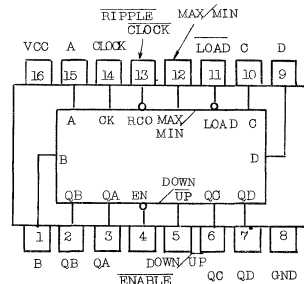 RIPPLE
CLOCK
MAX/MIN
VCC A CLOCK LOAD C D
16 15 14 13 12 11 10 9
A CK RCO MAX/MIN LOAD C
B D
QB QA EN DOWN/UP QC QD
1 2 3 4 5 6 7 8
B QB QA ENABLE DOWN UP QC QD GND